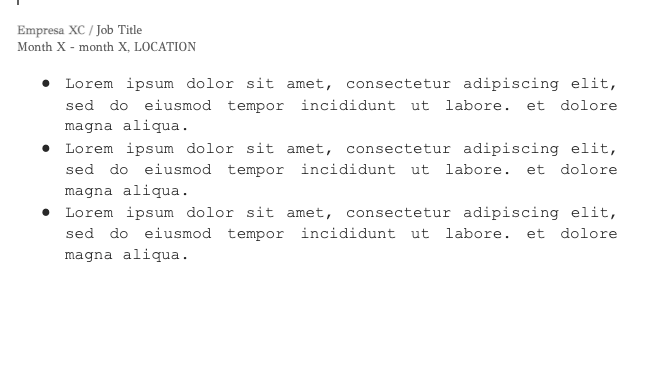 Empresa XC / Job Title
Month X - month X, LOCATION
● Lorem ipsum dolor sit amet, consectetur adipiscing elit,
sed do eiusmod tempor incididunt ut labore. et dolore
magna aliqua.
● Lorem ipsum dolor sit amet, consectetur adipiscing elit,
sed do eiusmod tempor incididunt ut labore. et dolore
magna aliqua.
● Lorem ipsum dolor sit amet, consectetur adipiscing elit,
sed do eiusmod tempor incididunt ut labore. et dolore
magna aliqua.